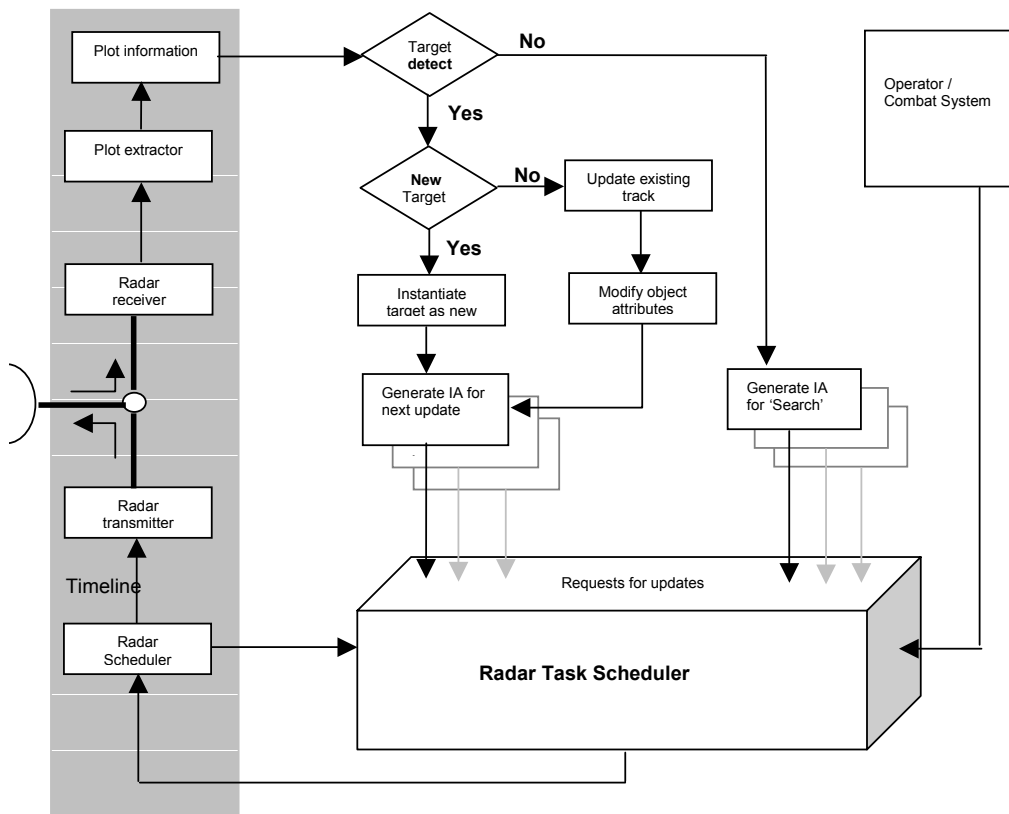 Plot information
Target
detect
No
Operator /
Combat System
Yes
Plot extractor
New
Target
No
Update existing
track
Yes
Radar
receiver
Instantiate
target as new
Modify object
attributes
Generate IA for
next update
Generate IA
for ‘Search’
Radar
transmitter
Timeline
Requests for updates
Radar
Scheduler
Radar Task Scheduler